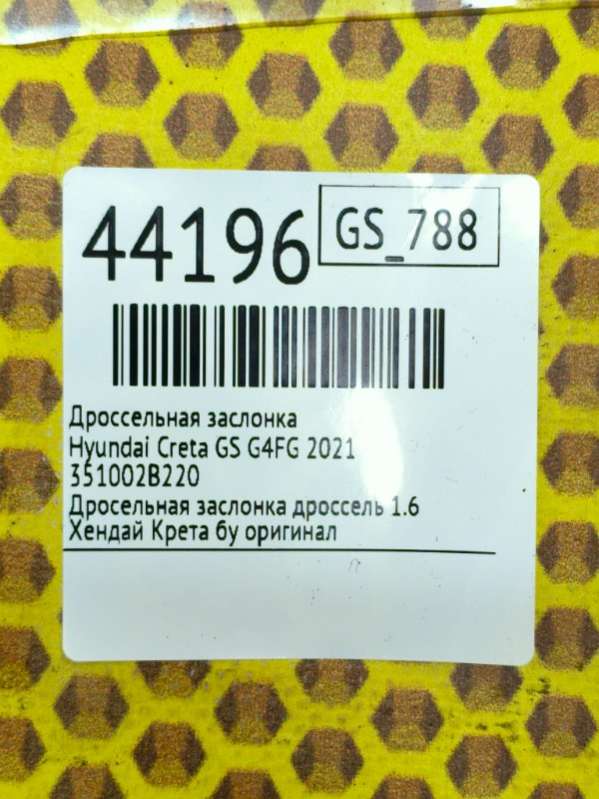 44196
GS_788
Дроссельная заслонка
Hyundai Creta GS G4FG 2021
351002B220
Дросельная заслонка дроссель 1.6
Хендай Крета бу оригинал